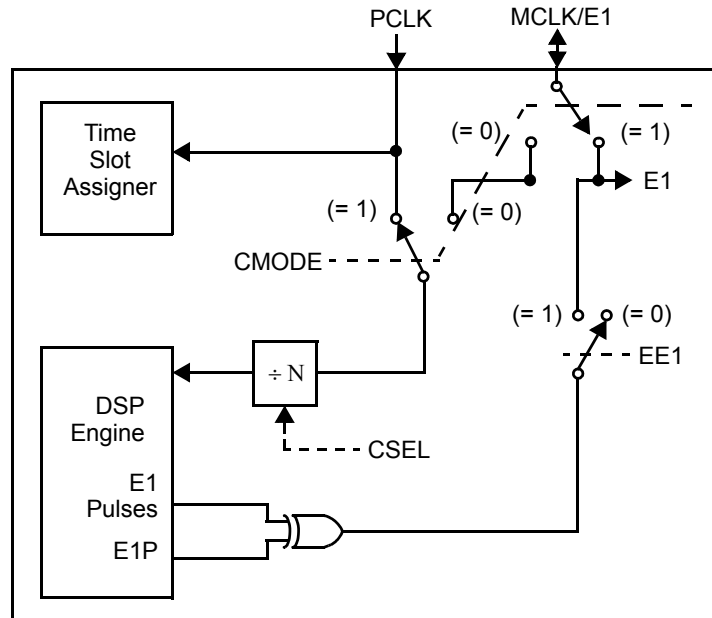 PCLK
MCLK/E1
Time
Slot
Assigner
(= 0)
(= 1)
E1
(= 1)
(= 0)
CMODE
(= 1)
(= 0)
EE1
÷ N
DSP
Engine
CSEL
E1
Pulses
E1P